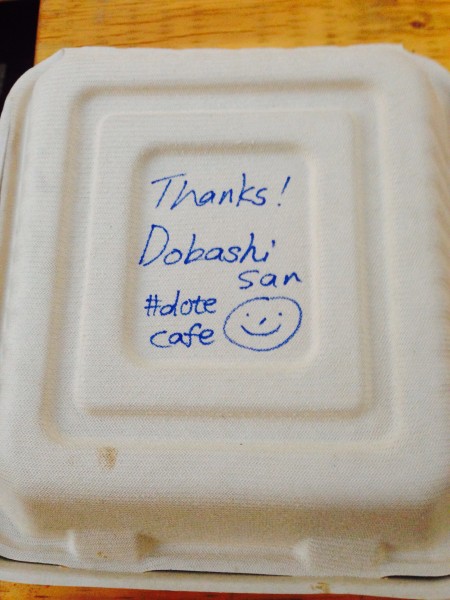 Thanks!
Dobashi
san
#dote
cafe